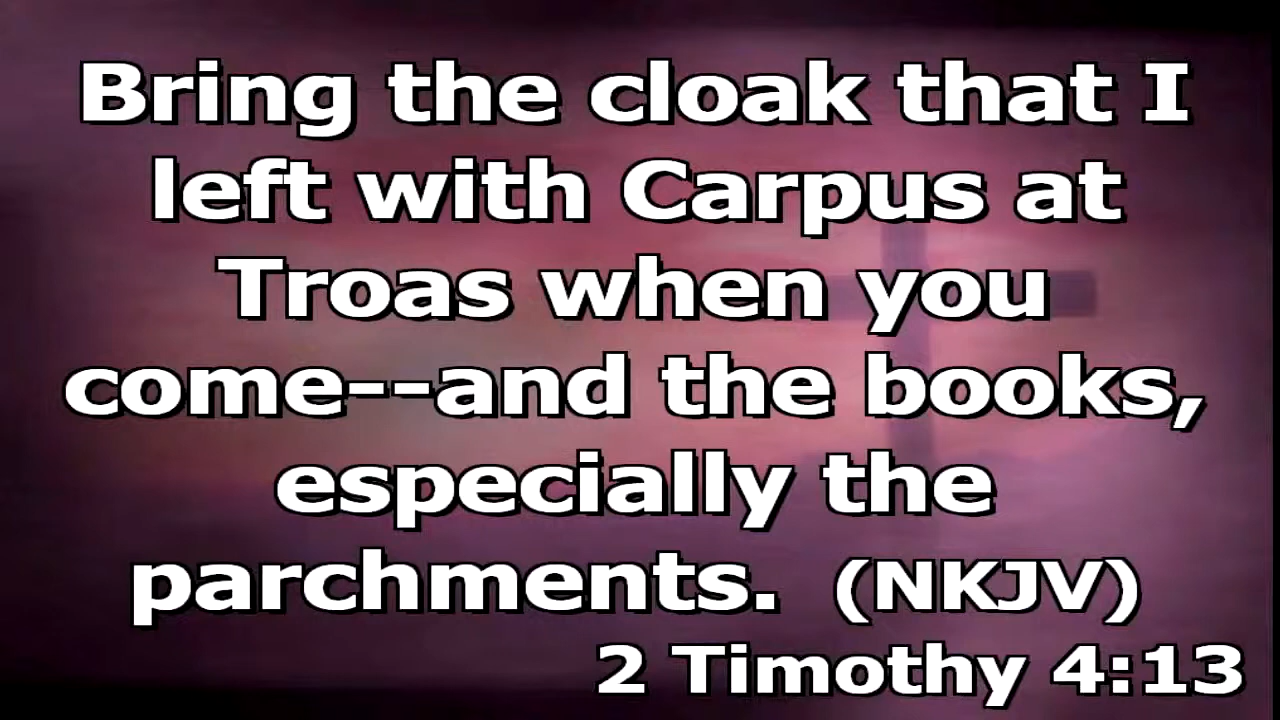 Bring the cloak that I
left with Carpus at
Troas when you
come--and the books,
especially the
parchments. (NKJV)
2 Timothy 4:13